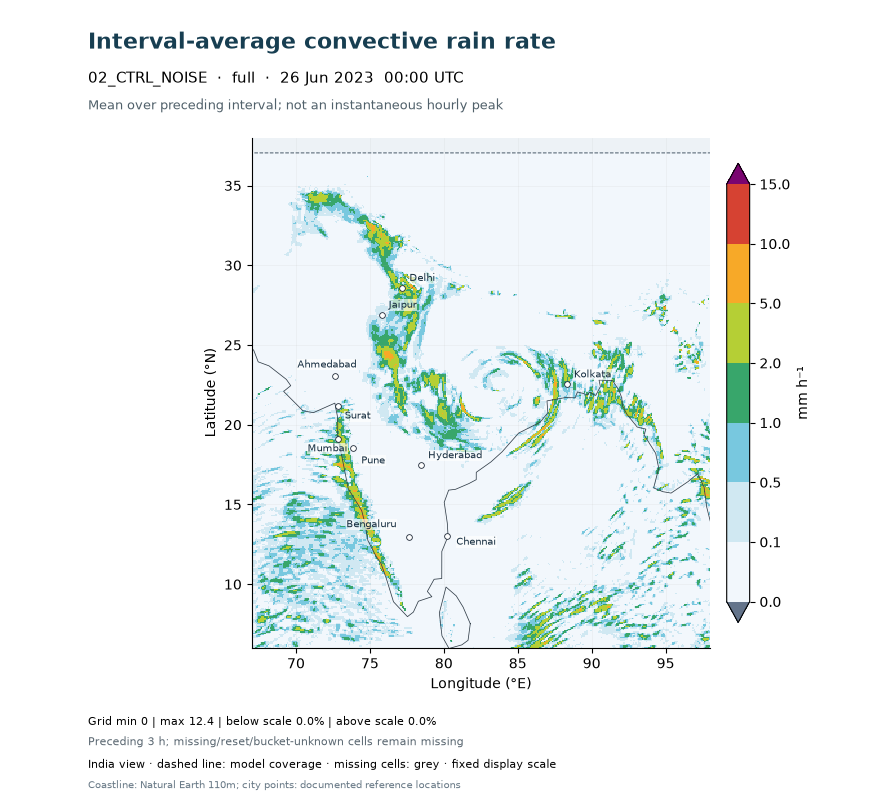 Interval-average convective rain rate
02_CTRL_NOISE · full · 26 Jun 2023 00:00 UTC
Mean over preceding interval; not an instantaneous hourly peak
35
30
25
20
15
10
Latitude (°N)
70
75
80
85
90
95
Longitude (°E)
Delhi
Jaipur
Ahmedabad
Kolkata
Surat
Mumbai
Pune
Hyderabad
Bengaluru
Chennai
15.0
10.0
5.0
2.0
1.0
0.5
0.1
0.0
mm h⁻¹
Grid min 0 | max 12.4 | below scale 0.0% | above scale 0.0%
Preceding 3 h; missing/reset/bucket-unknown cells remain missing
India view · dashed line: model coverage · missing cells: grey · fixed display scale
Coastline: Natural Earth 110m; city points: documented reference locations